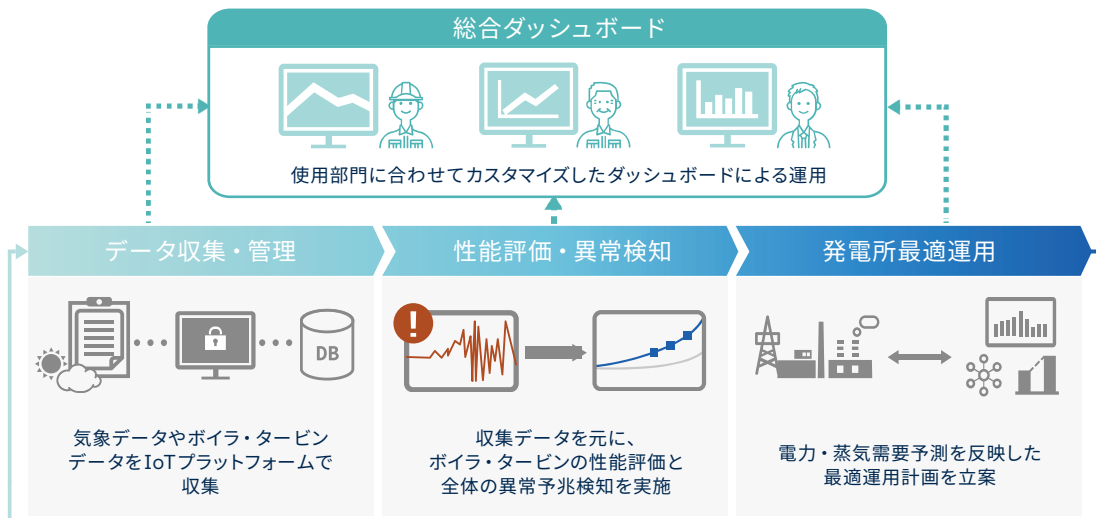 総合ダッシュボード
使用部門に合わせてカスタマイズしたダッシュボードによる運用
データ収集・管理
性能評価・異常検知
発電所最適運用
!
DB
気象データやボイラ・タービン
データをIoTプラットフォームで
収集
収集データを元に、
ボイラ・タービンの性能評価と
全体の異常予兆検知を実施
電力・蒸気需要予測を反映した
最適運用計画を立案